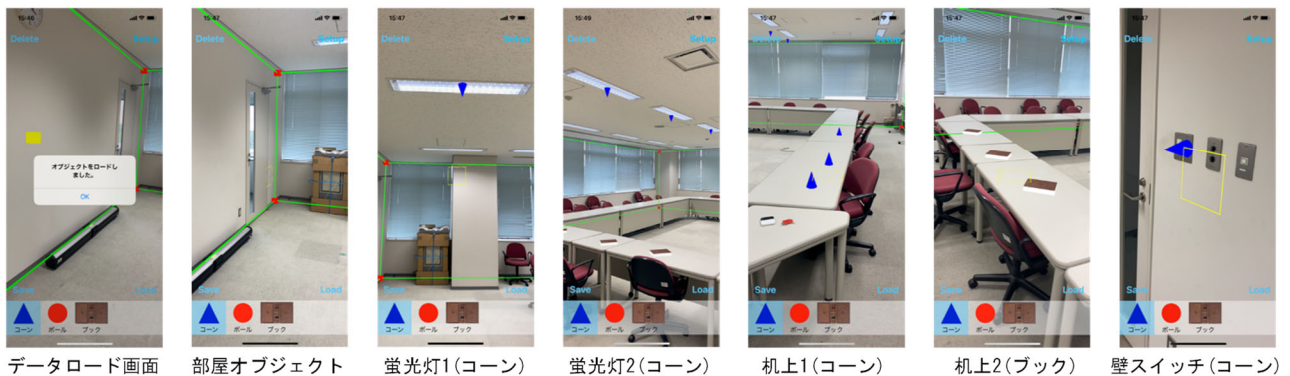 15:46
Delete
Setup
オブジェクトをロードしました。
OK
Save
Load
コーン
ボール
ブック
データロード画面
15:47
Delete
Setup
Save
Load
コーン
ボール
ブック
部屋オブジェクト
15:47
Delete
Setup
Save
Load
コーン
ボール
ブック
蛍光灯1(コーン)
15:49
Delete
Setup
Save
Load
コーン
ボール
ブック
蛍光灯2(コーン)
15:47
Delete
Setup
Save
Load
コーン
ボール
ブック
机上1(コーン)
15:47
Delete
Setup
Save
Load
コーン
ボール
ブック
机上2(ブック)
15:47
Delete
Setup
Save
Load
コーン
ボール
ブック
壁スイッチ(コーン)